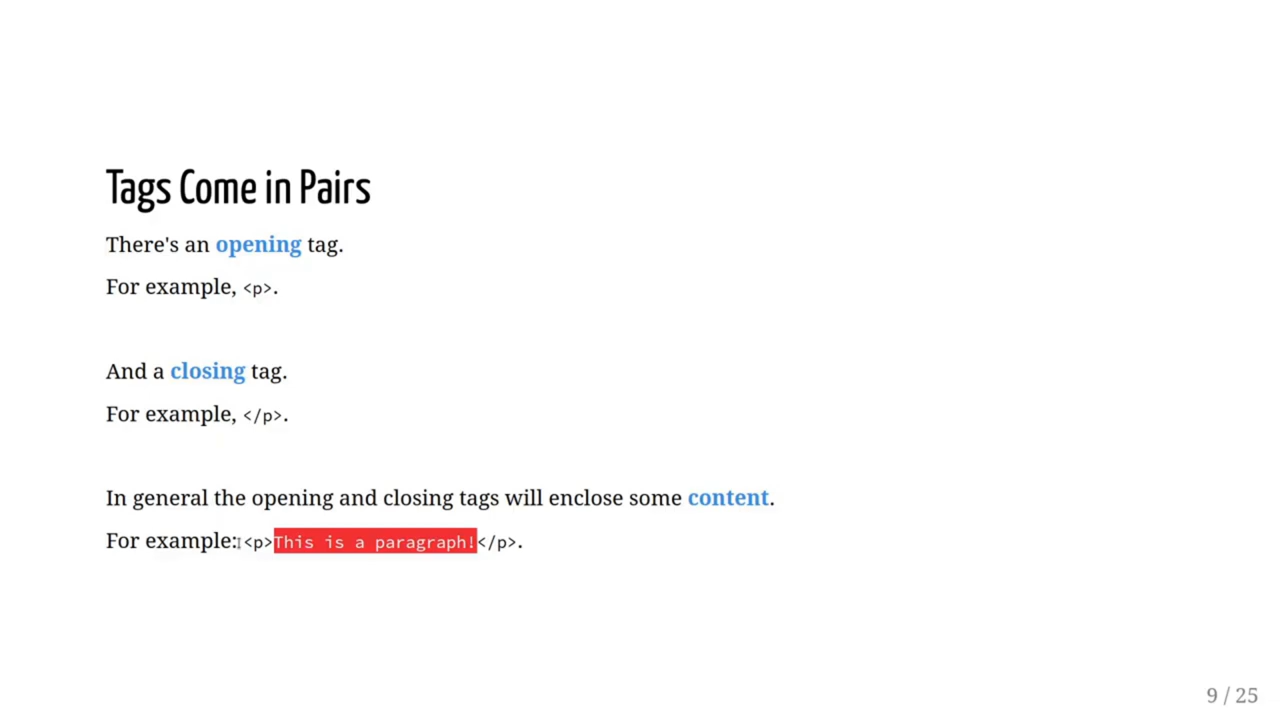 Tags Come in Pairs
There's an opening tag.
For example, <p>.
And a closing tag.
For example, </p>.
In general the opening and closing tags will enclose some content.
For example: <p>This is a paragraph!</p>.
9 / 25